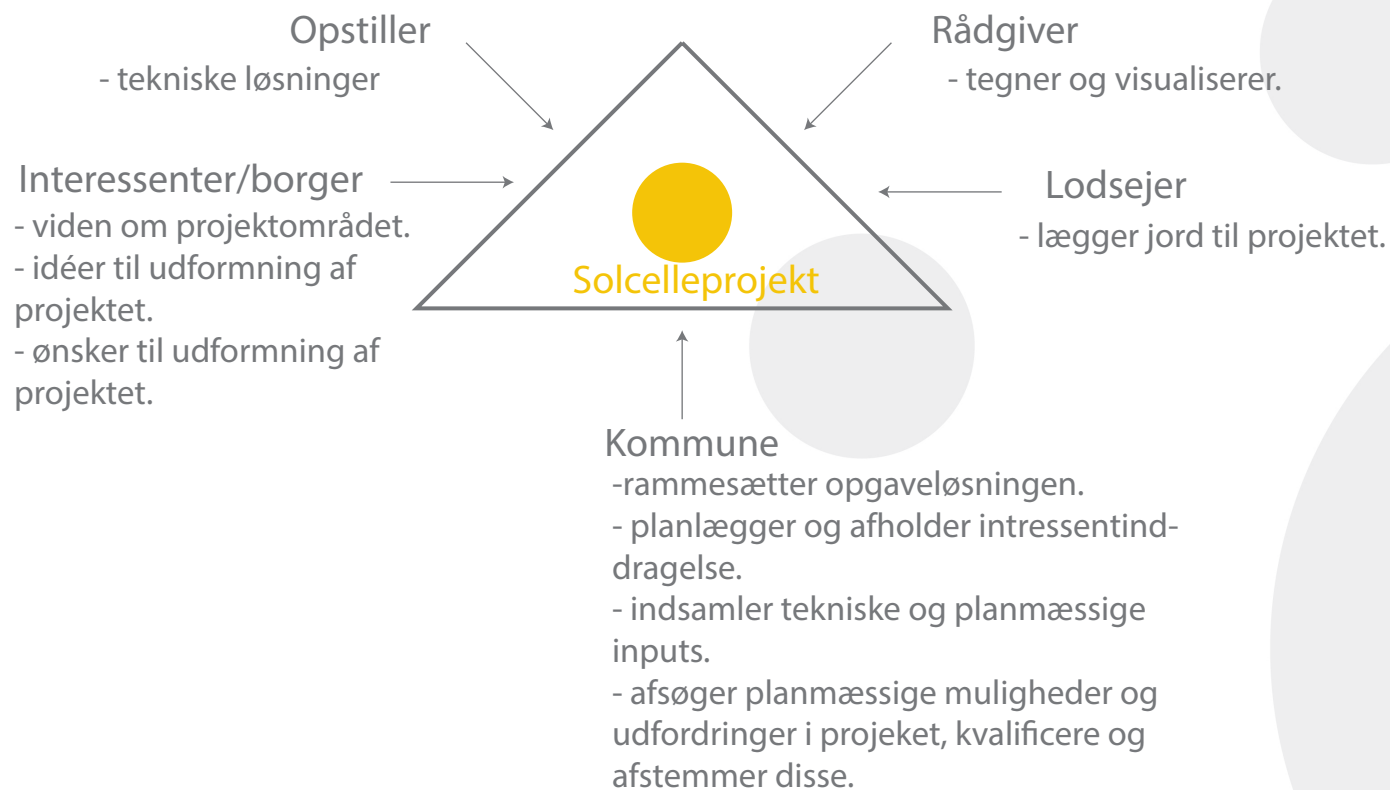 Opstiller
- tekniske løsninger
Rådgiver
- tegner og visualiserer.
Interessenter/borger
- viden om projektområdet.
- idéer til udformning af
projektet.
- ønsker til udformning af
projektet.
Lodsejer
- lægger jord til projektet.
Solcelleprojekt
Kommune
-rammesætter opgaveløsningen.
- planlægger og afholder intressentind-
dragelse.
- indsamler tekniske og planmæssige
inputs.
- afsøger planmæssige muligheder og
udfordringer i projeket, kvalificere og
afstemmer disse.